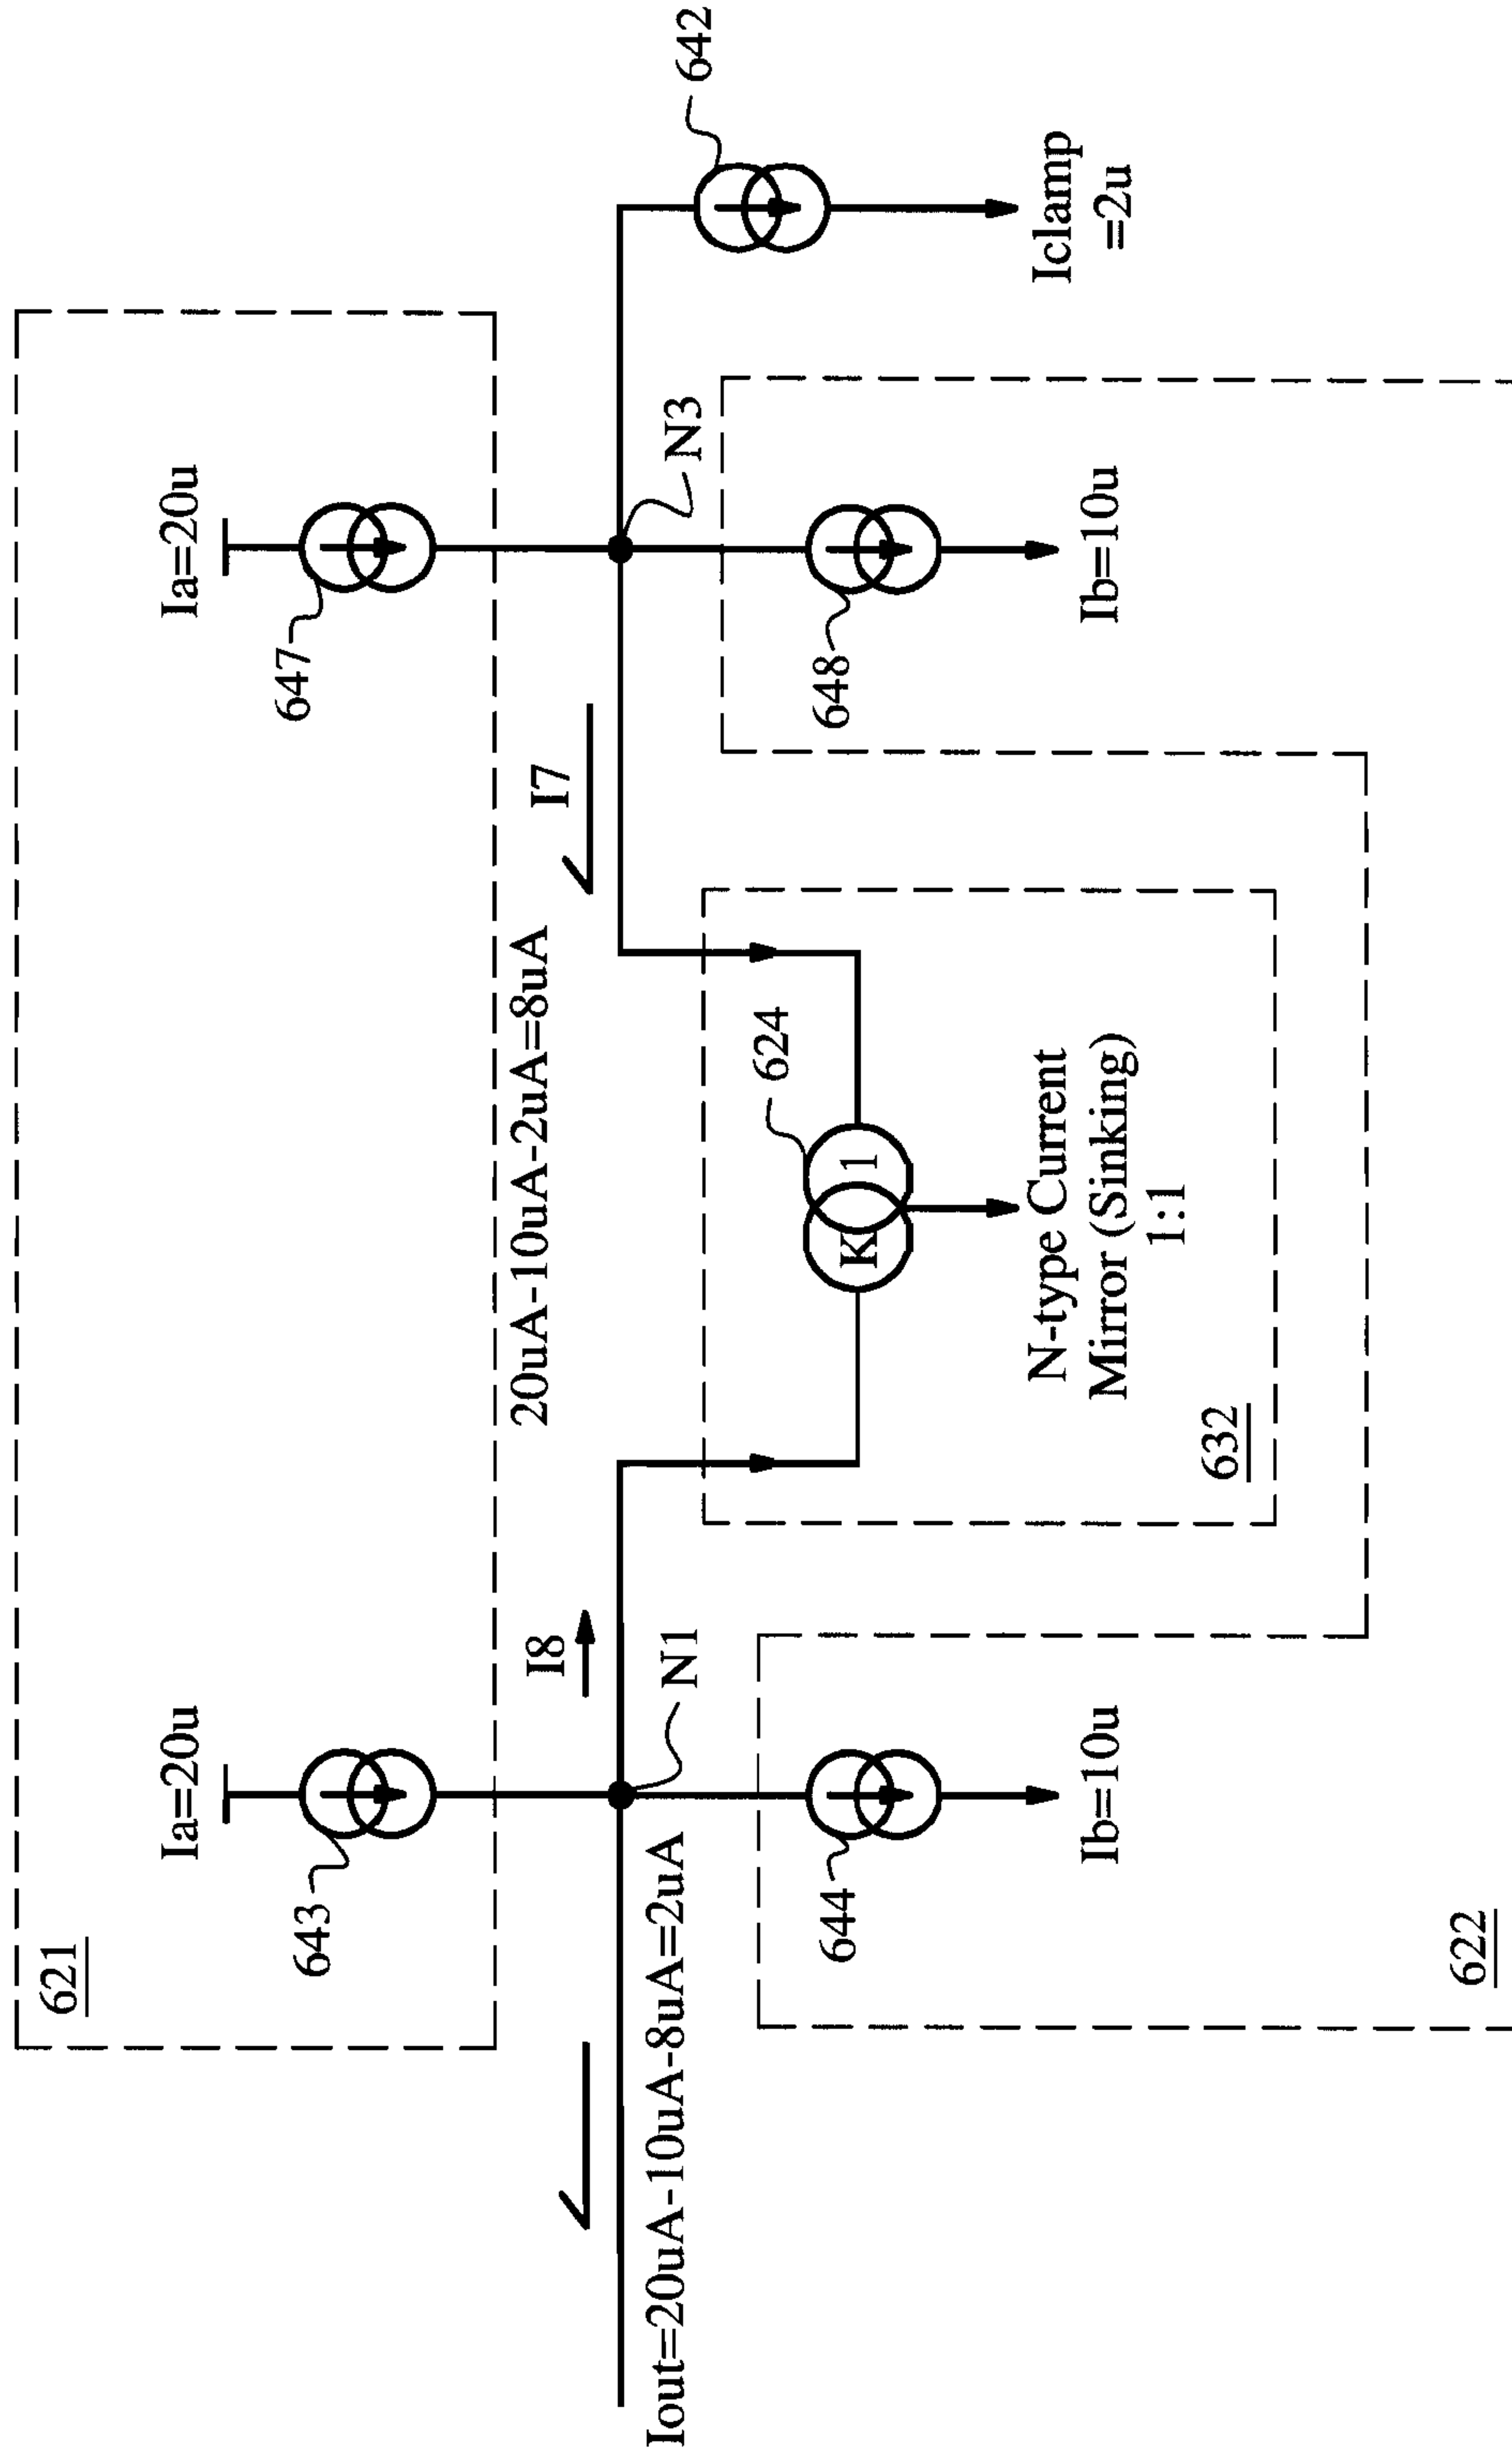 621
Ia=20u
643
Ia=20u
647
20uA-10uA-2uA=8uA
I8
I7
N1
N3
642
Iout=20uA-10uA-8uA=2uA
644
Ib=10u
624
K
1
N-type Current
Mirror (Sinking)
1:1
632
648
Ib=10u
Iclamp
=2u
622